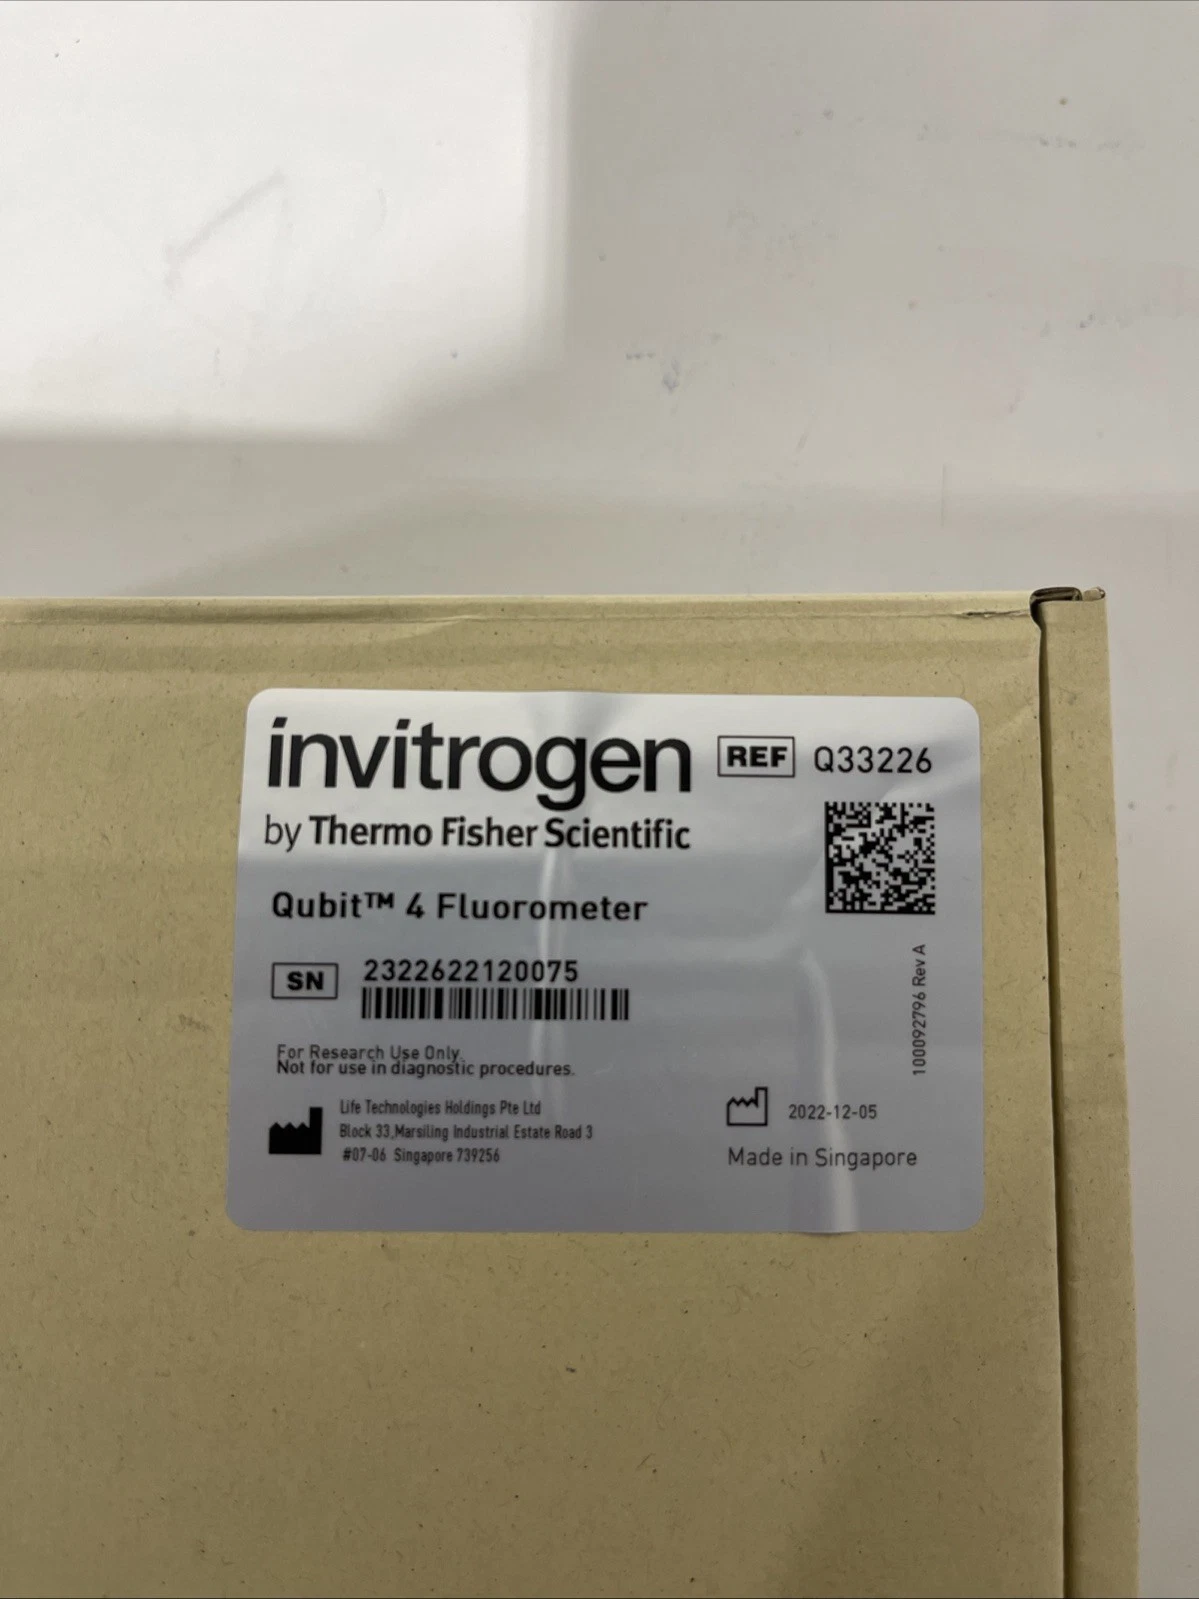 invitrogen
by Thermo Fisher Scientific
REF Q33226
Qubit™ 4 Fluorometer
SN 2322622120075
100092796 Rev A
For Research Use Only.
Not for use in diagnostic procedures.
Life Technologies Holdings Pte Ltd
Block 33,Marsiling Industrial Estate Road 3
#07-06 Singapore 739256
2022-12-05
Made in Singapore